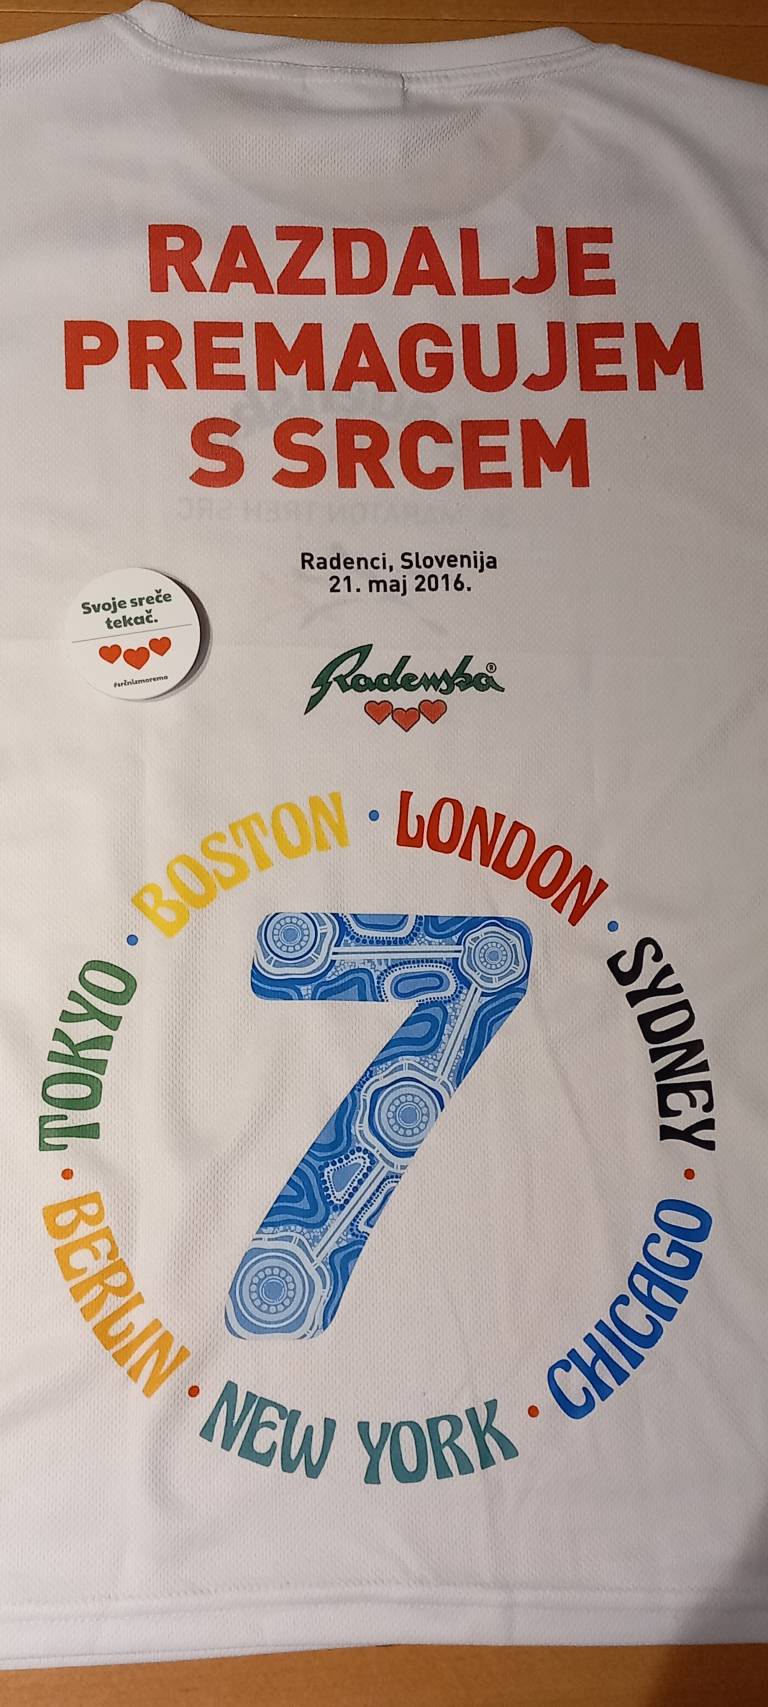 RAZDALJE
PREMAGUJEM
S SRCEM
Radenci, Slovenija
21. maj 2016.
Svoje sreče
tekač.
#srčnizmoremo
Radenska®
TOKYO • BOSTON • LONDON • SYDNEY • CHICAGO • NEW YORK • BERLIN •
7